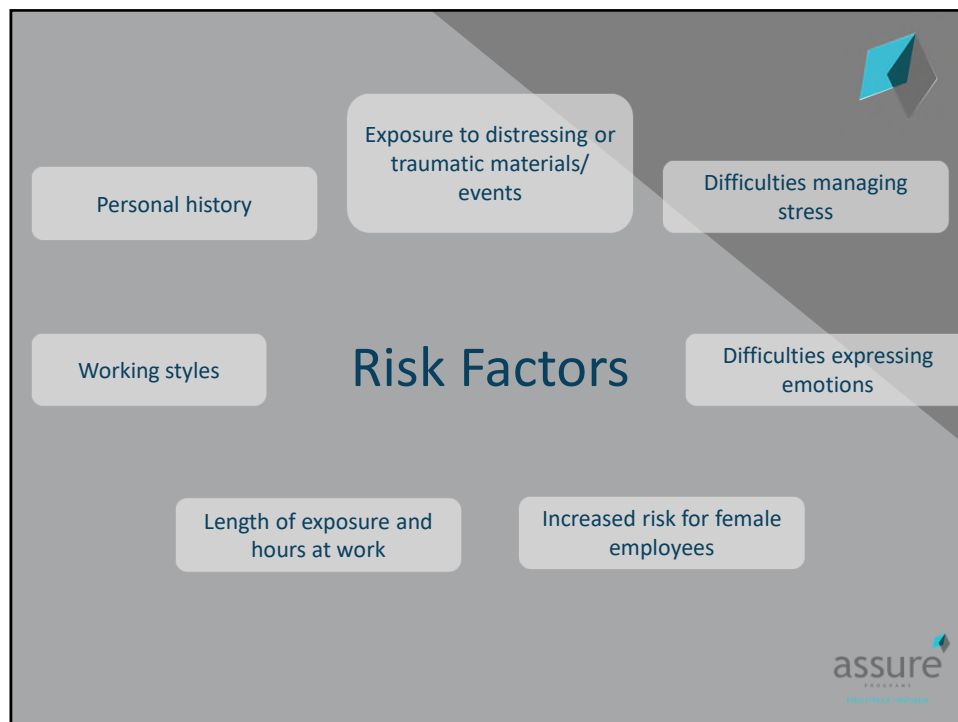 Exposure to distressing or
traumatic materials/
events
Personal history
Difficulties managing
stress
Working styles
Risk Factors
Difficulties expressing
emotions
Length of exposure and
hours at work
Increased risk for female
employees
assure
PROGRAMS